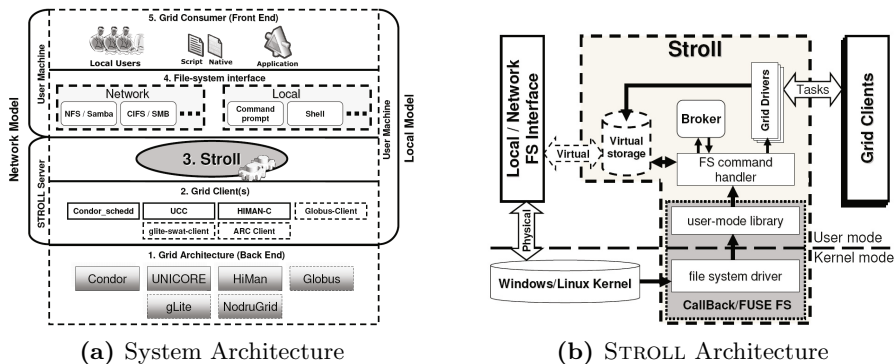 5. Grid Consumer (Front End)
Local Users
Script
Native
Application
4. File-system interface
Network
NFS / Samba
CIFS / SMB
Local
Command
prompt
Shell
3. Stroll
2. Grid Client(s)
Condor_schedd
UCC
HIMAN-C
Globus-Client
glite-swat-client
ARC Client
1. Grid Architecture (Back End)
Condor
UNICORE
HiMan
Globus
gLite
NodruGrid
Network Model
User Machine
STROLL Server
User Machine
Local Model
(a) System Architecture
Stroll
Local / Network
FS Interface
Virtual
Virtual
storage
Broker
Grid Drivers
Tasks
Grid Clients
FS command
handler
user-mode library
User mode
Kernel mode
Physical
Windows/Linux Kernel
file system driver
CallBack/FUSE FS
(b) STROLL Architecture